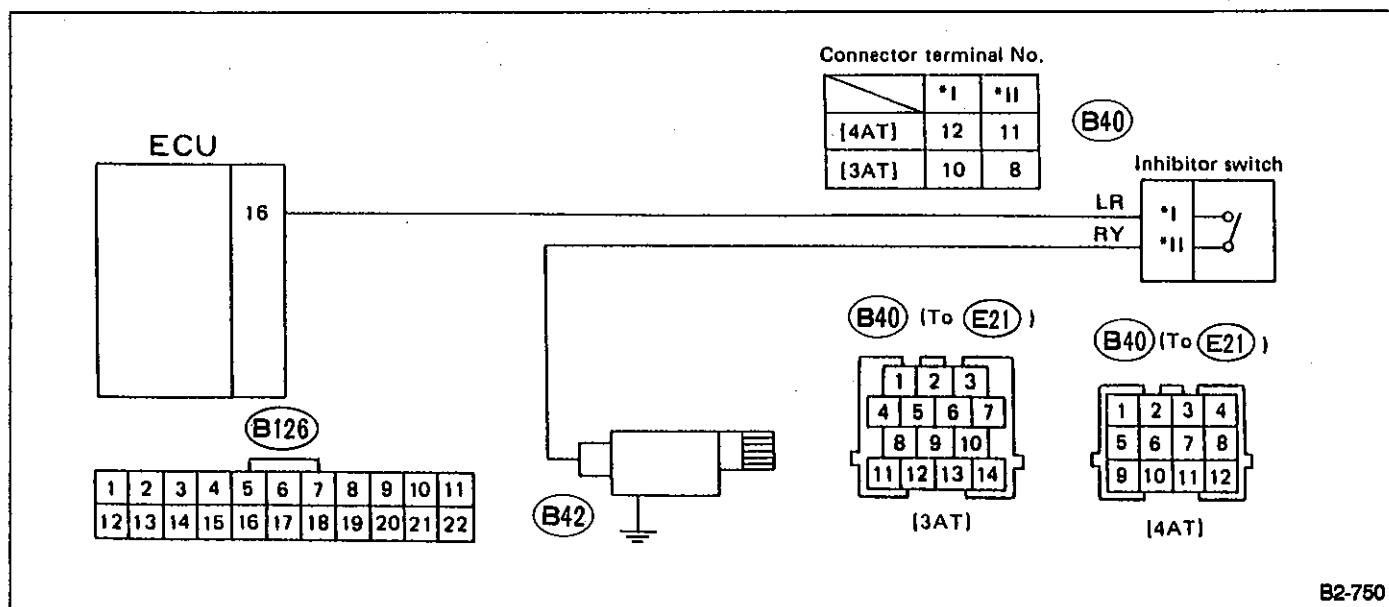 Connector terminal No.
*I *II
[4AT] 12 11
[3AT] 10 8
B40
ECU
16
Inhibitor switch
LR
RY
*I
*II
B40 (To E21)
1 2 3
4 5 6 7
8 9 10
11 12 13 14
[3AT]
B40 (To E21)
1 2 3 4
5 6 7 8
9 10 11 12
[4AT]
B126
1 2 3 4 5 6 7 8 9 10 11
12 13 14 15 16 17 18 19 20 21 22
B42
B2-750